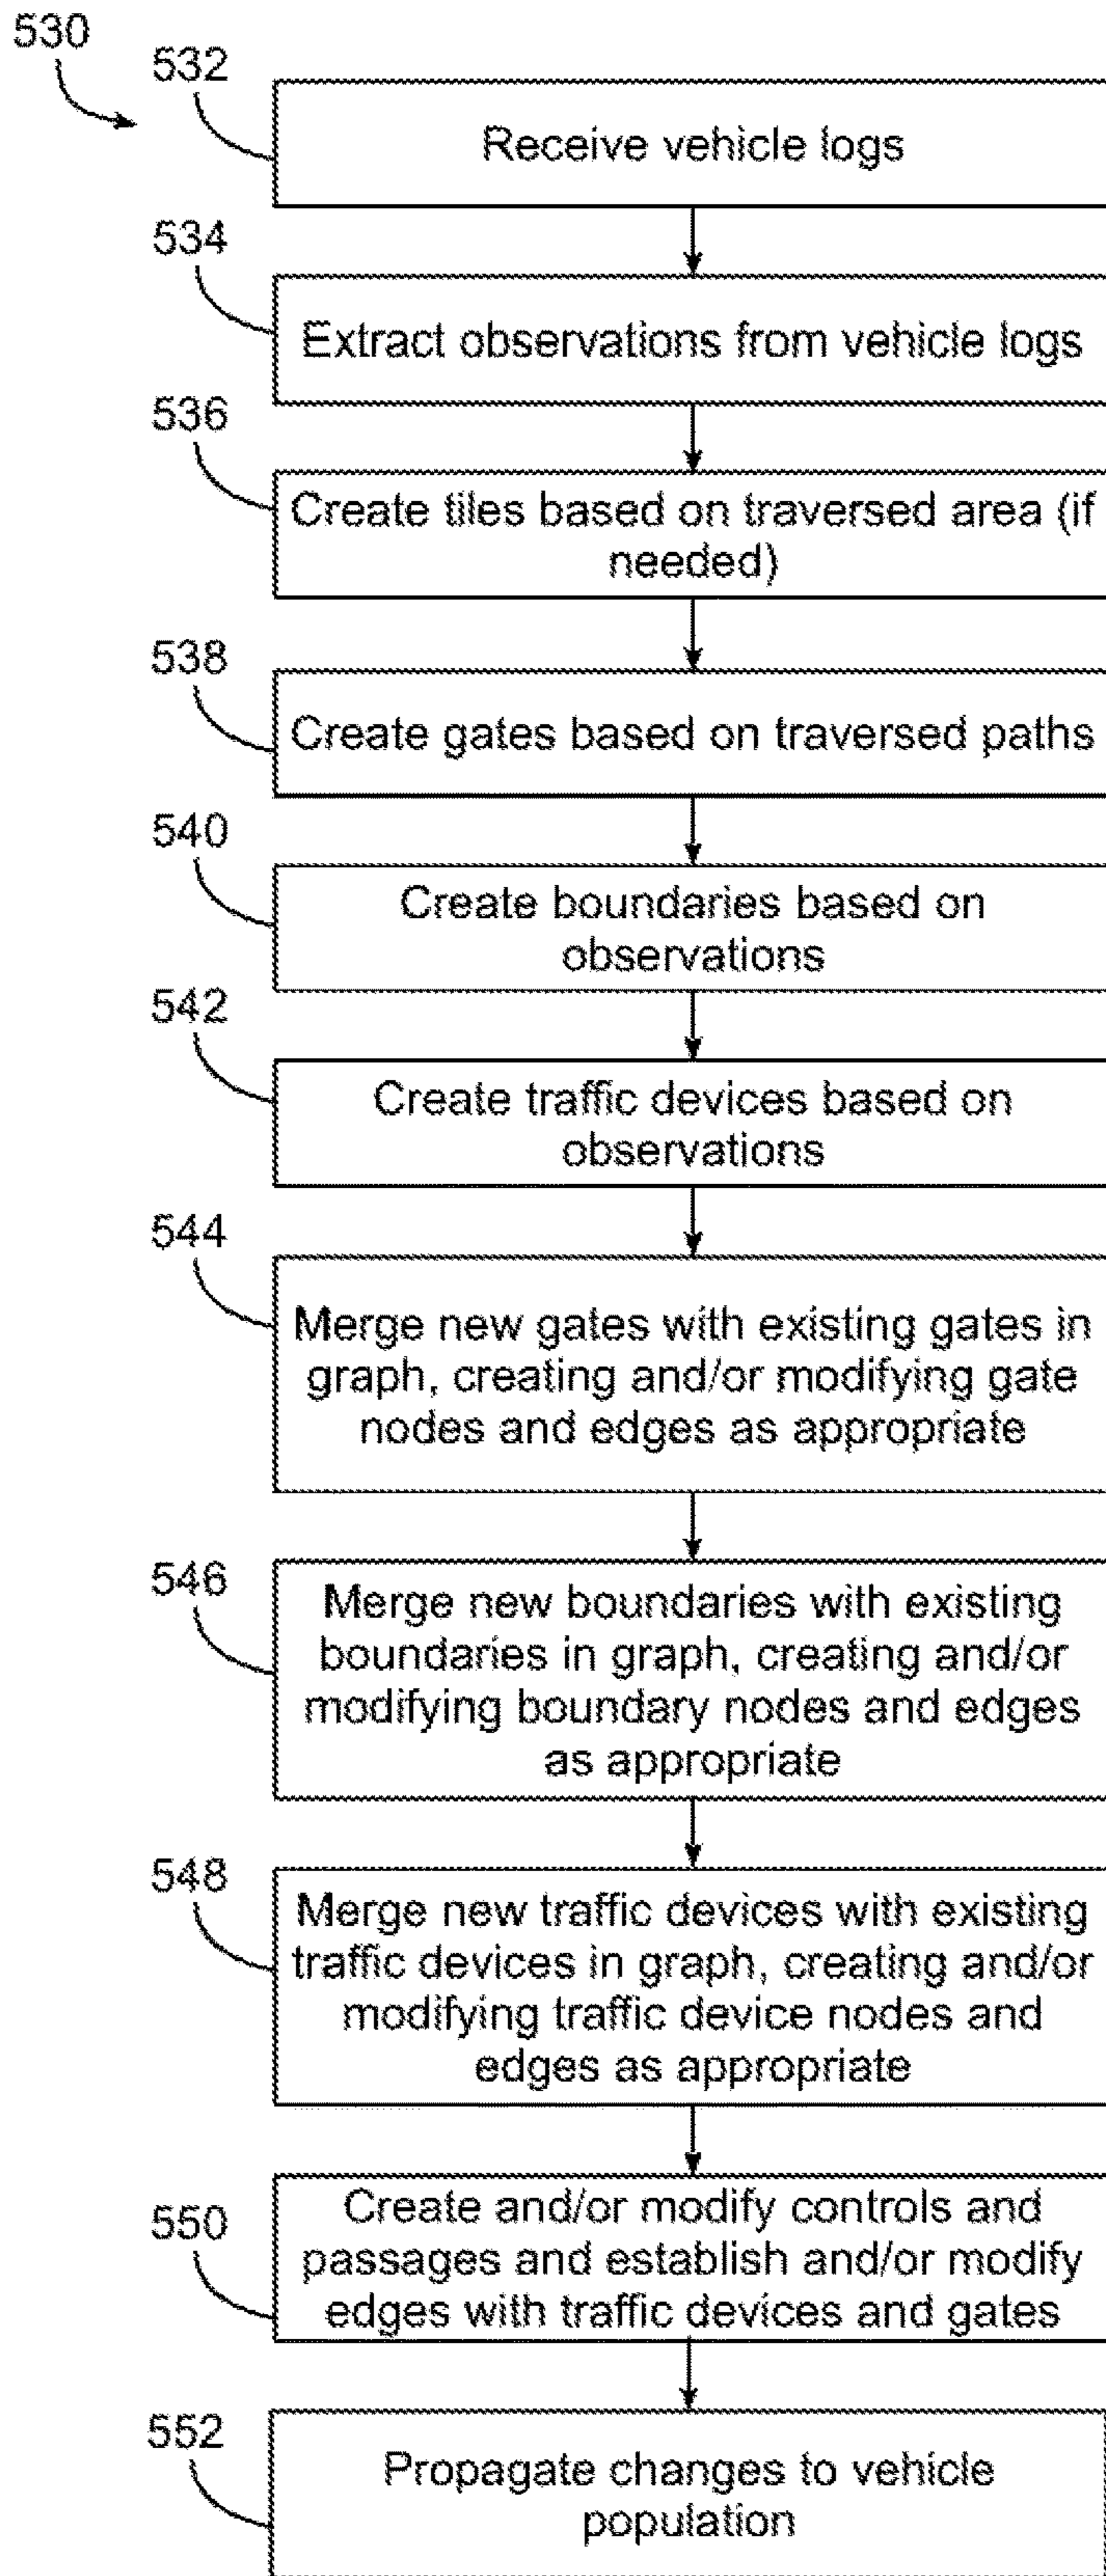 530
532
Receive vehicle logs
534
Extract observations from vehicle logs
536
Create tiles based on traversed area (if
needed)
538
Create gates based on traversed paths
540
Create boundaries based on
observations
542
Create traffic devices based on
observations
544
Merge new gates with existing gates in
graph, creating and/or modifying gate
nodes and edges as appropriate
546
Merge new boundaries with existing
boundaries in graph, creating and/or
modifying boundary nodes and edges
as appropriate
548
Merge new traffic devices with existing
traffic devices in graph, creating and/or
modifying traffic device nodes and
edges as appropriate
550
Create and/or modify controls and
passages and establish and/or modify
edges with traffic devices and gates
552
Propagate changes to vehicle
population